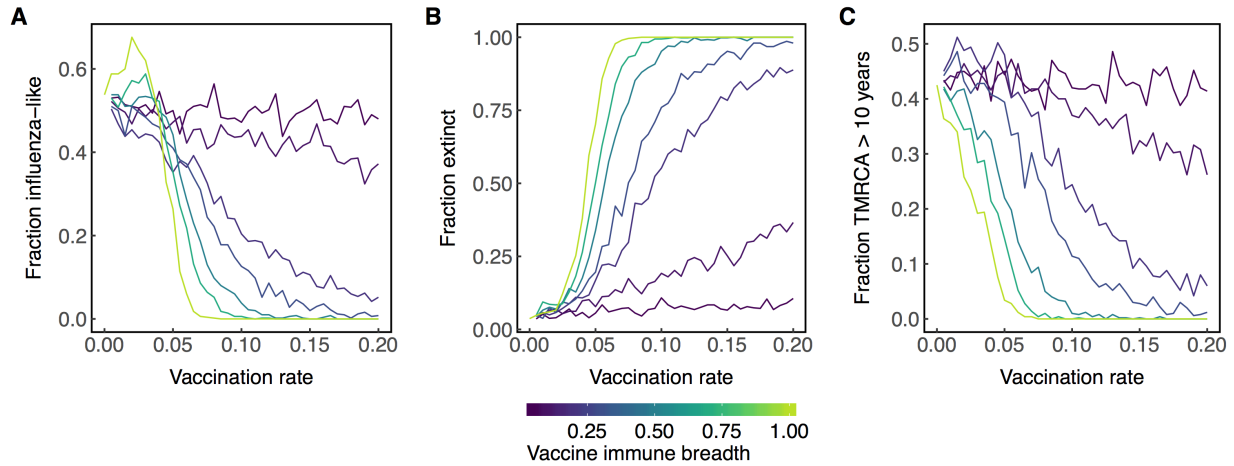 A
B
C
Fraction influenza–like
0.6
0.4
0.2
0.0
0.00 0.05 0.10 0.15 0.20
Vaccination rate
Fraction extinct
1.00
0.75
0.50
0.25
0.00
0.00 0.05 0.10 0.15 0.20
Vaccination rate
Fraction TMRCA > 10 years
0.5
0.4
0.3
0.2
0.1
0.0
0.00 0.05 0.10 0.15 0.20
Vaccination rate
0.25 0.50 0.75 1.00
Vaccine immune breadth